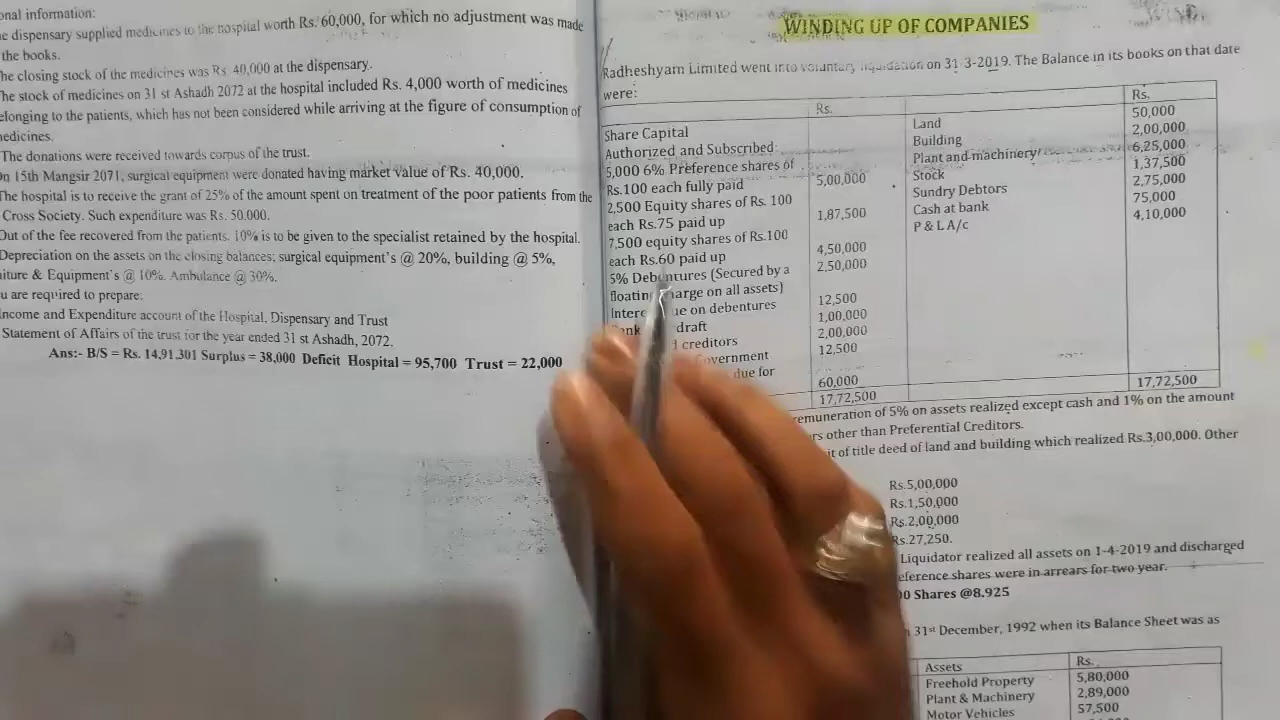 onal information:
e dispensary supplied medicines to the hospital worth Rs. 60,000, for which no adjustment was made
the books.
he closing stock of the medicines was Rs. 40,000 at the dispensary.
The stock of medicines on 31 st Ashadh 2072 at the hospital included Rs. 4,000 worth of medicines
elonging to the patients, which has not been considered while arriving at the figure of consumption of
nedicines.
The donations were received towards corpus of the trust.
On 15th Mangsir 2071, surgical equipment were donated having market value of Rs. 40,000.
The hospital is to receive the grant of 25% of the amount spent on treatment of the poor patients from the
Cross Society. Such expenditure was Rs. 50.000.
Out of the fee recovered from the patients. 10% is to be given to the specialist retained by the hospital.
Depreciation on the assets on the closing balances; surgical equipment's @ 20%, building @ 5%,
iture & Equipment's @ 10%. Ambulance @ 30%.
u are required to prepare:
Income and Expenditure account of the Hospital, Dispensary and Trust
Statement of Affairs of the trust for the year ended 31 st Ashadh, 2072.
Ans:- B/S = Rs. 14,91,301 Surplus = 38,000 Deficit Hospital = 95,700 Trust = 22,000
WINDING UP OF COMPANIES
Radheshyam Limited went into voluntary liquidation on 31-3-2019. The Balance in its books on that date
were:
Rs. Rs.
Share Capital Land 50,000
Authorized and Subscribed: Building 2,00,000
5,000 6% Preference shares of Plant and machinery 6,25,000
Rs.100 each fully paid 5,00,000 Stock 1,37,500
2,500 Equity shares of Rs. 100 Sundry Debtors 2,75,000
each Rs.75 paid up 1,87,500 Cash at bank 75,000
7,500 equity shares of Rs.100 P & L A/c 4,10,000
each Rs.60 paid up 4,50,000
5% Debentures (Secured by a 2,50,000
floating charge on all assets)
Intere ue on debentures 12,500
draft 1,00,000
creditors 2,00,000
overnment 12,500
due for
60,000
17,72,500 17,72,500
emuneration of 5% on assets realized except cash and 1% on the amount
rs other than Preferential Creditors.
it of title deed of land and building which realized Rs.3,00,000. Other
Rs.5,00,000
Rs.1,50,000
Rs.2,00,000
Rs.27,250.
Liquidator realized all assets on 1-4-2019 and discharged
eference shares were in arrears for two year.
00 Shares @8.925
31st December, 1992 when its Balance Sheet was as
Assets Rs.
Freehold Property 5,80,000
Plant & Machinery 2,89,000
Motor Vehicles 57,500